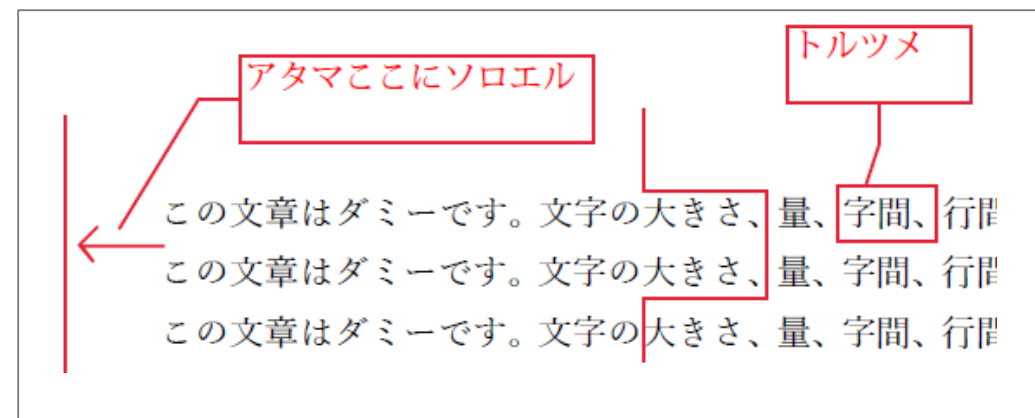 トルツメ
アタマここにソロエル
この文章はダミーです。文字の大きさ、量、字間、行間
この文章はダミーです。文字の大きさ、量、字間、行間
この文章はダミーです。文字の大きさ、量、字間、行間